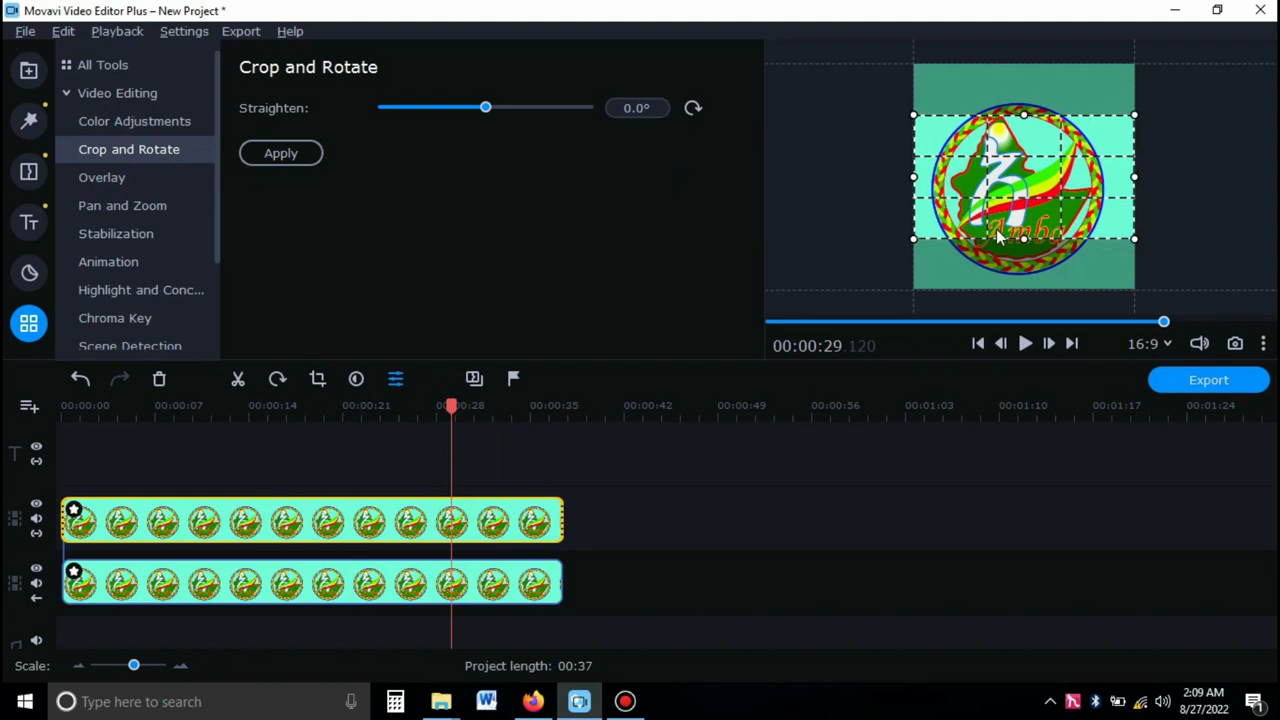 Movavi Video Editor Plus – New Project *
File Edit Playback Settings Export Help
All Tools
Video Editing
Color Adjustments
Crop and Rotate
Overlay
Pan and Zoom
Stabilization
Animation
Highlight and Conc...
Chroma Key
Scene Detection
Crop and Rotate
Straighten: 0.0°
Apply
Amba
00:00:29.120
16:9
Export
00:00:00 00:00:07 00:00:14 00:00:21 00:00:28 00:00:35 00:00:42 00:00:49 00:00:56 00:01:03 00:01:10 00:01:17 00:01:24
Scale:
Project length: 00:37
Type here to search
2:09 AM
8/27/2022